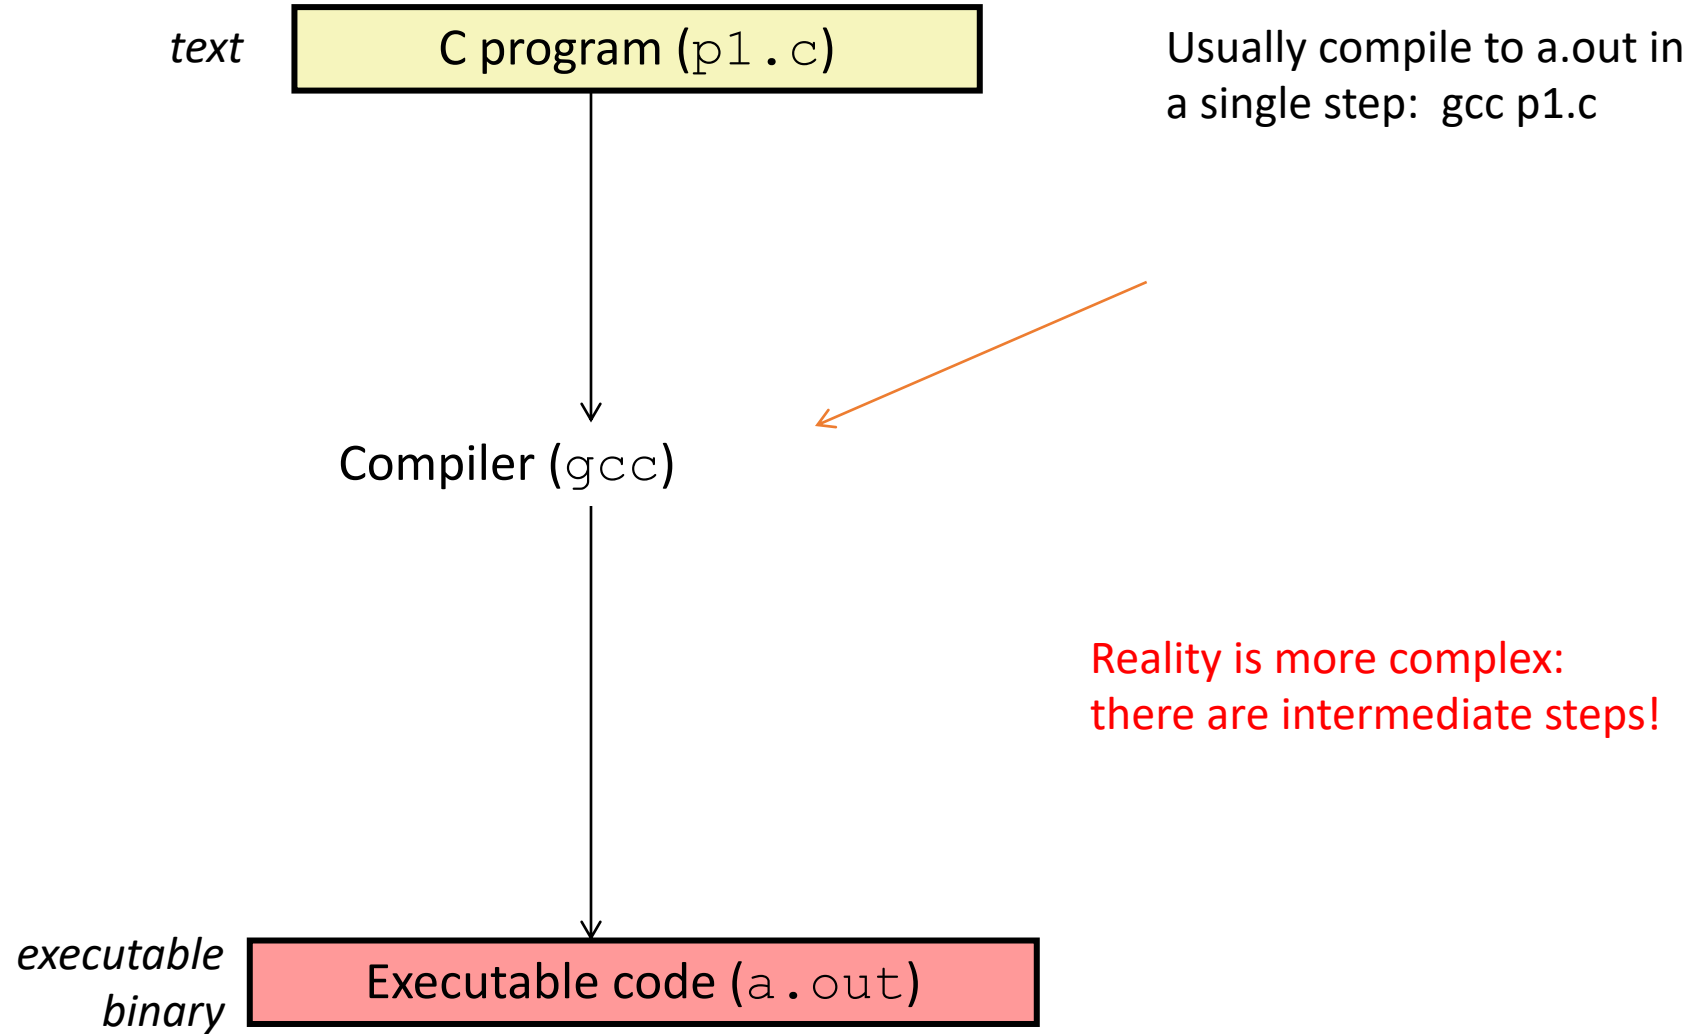 text
C program (p1.c)
Usually compile to a.out in
a single step: gcc p1.c
Compiler (gcc)
Reality is more complex:
there are intermediate steps!
executable
binary
Executable code (a.out)